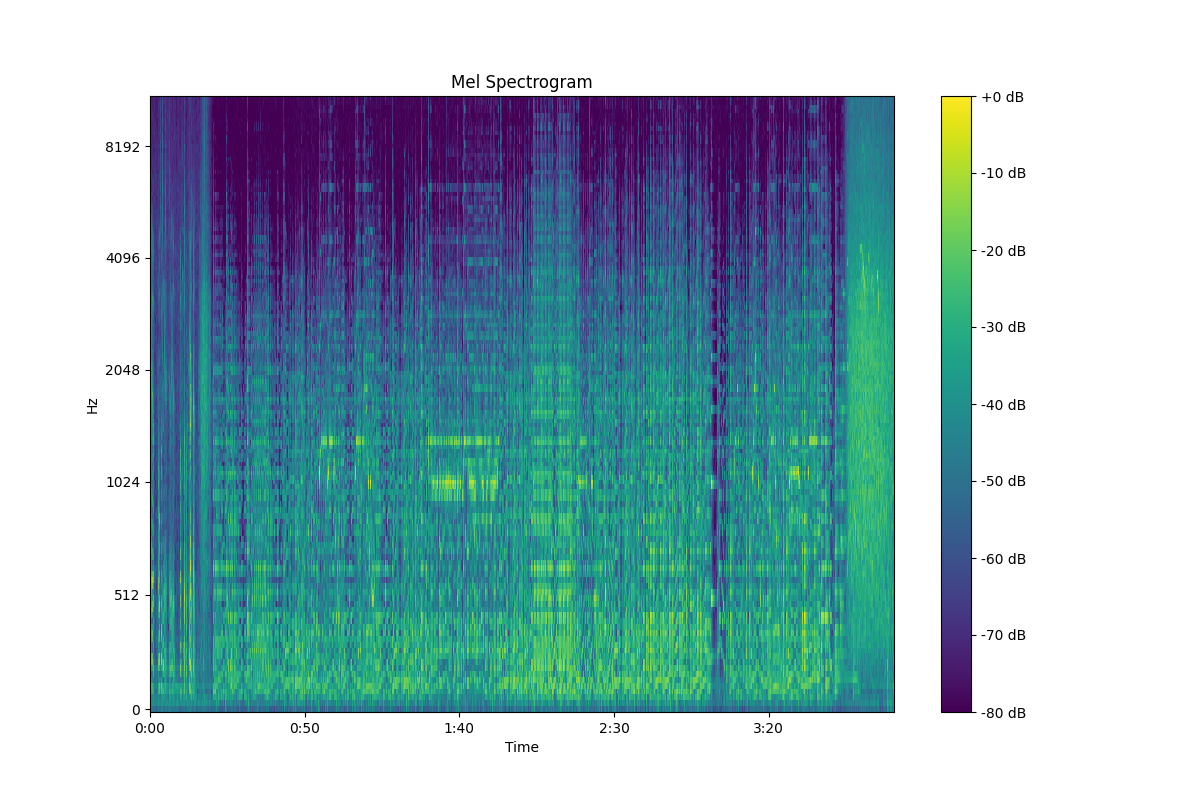 Mel Spectrogram
+0 dB
8192
-10 dB
-20 dB
4096
-30 dB
2048
Hz
-40 dB
1024
-50 dB
-60 dB
512
-70 dB
0
-80 dB
0:00 0:50 1:40 2:30 3:20
Time